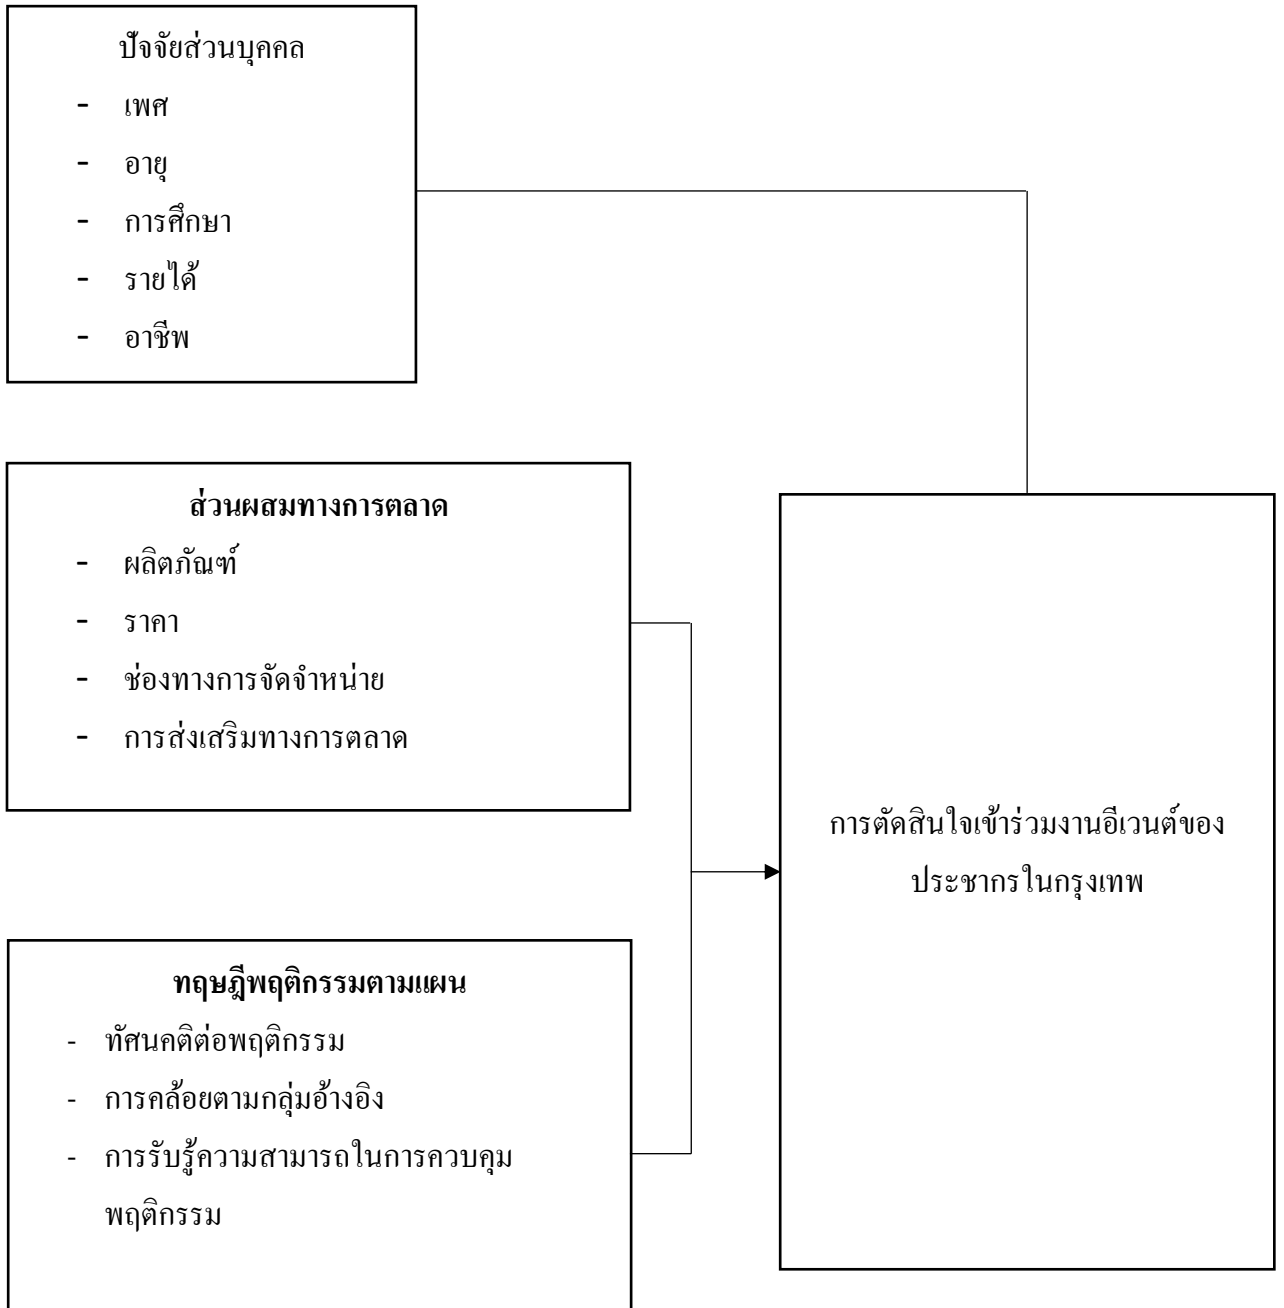 ปัจจัยส่วนบุคคล
- เพศ
- อายุ
- การศึกษา
- รายได้
- อาชีพ
ส่วนผสมทางการตลาด
- ผลิตภัณฑ์
- ราคา
- ช่องทางการจัดจำหน่าย
- การส่งเสริมทางการตลาด
การตัดสินใจเข้าร่วมงานอีเวนต์ของ
ประชากรในกรุงเทพ
ทฤษฎีพฤติกรรมตามแผน
- ทัศนคติต่อพฤติกรรม
- การคล้อยตามกลุ่มอ้างอิง
- การรับรู้ความสามารถในการควบคุม
พฤติกรรม